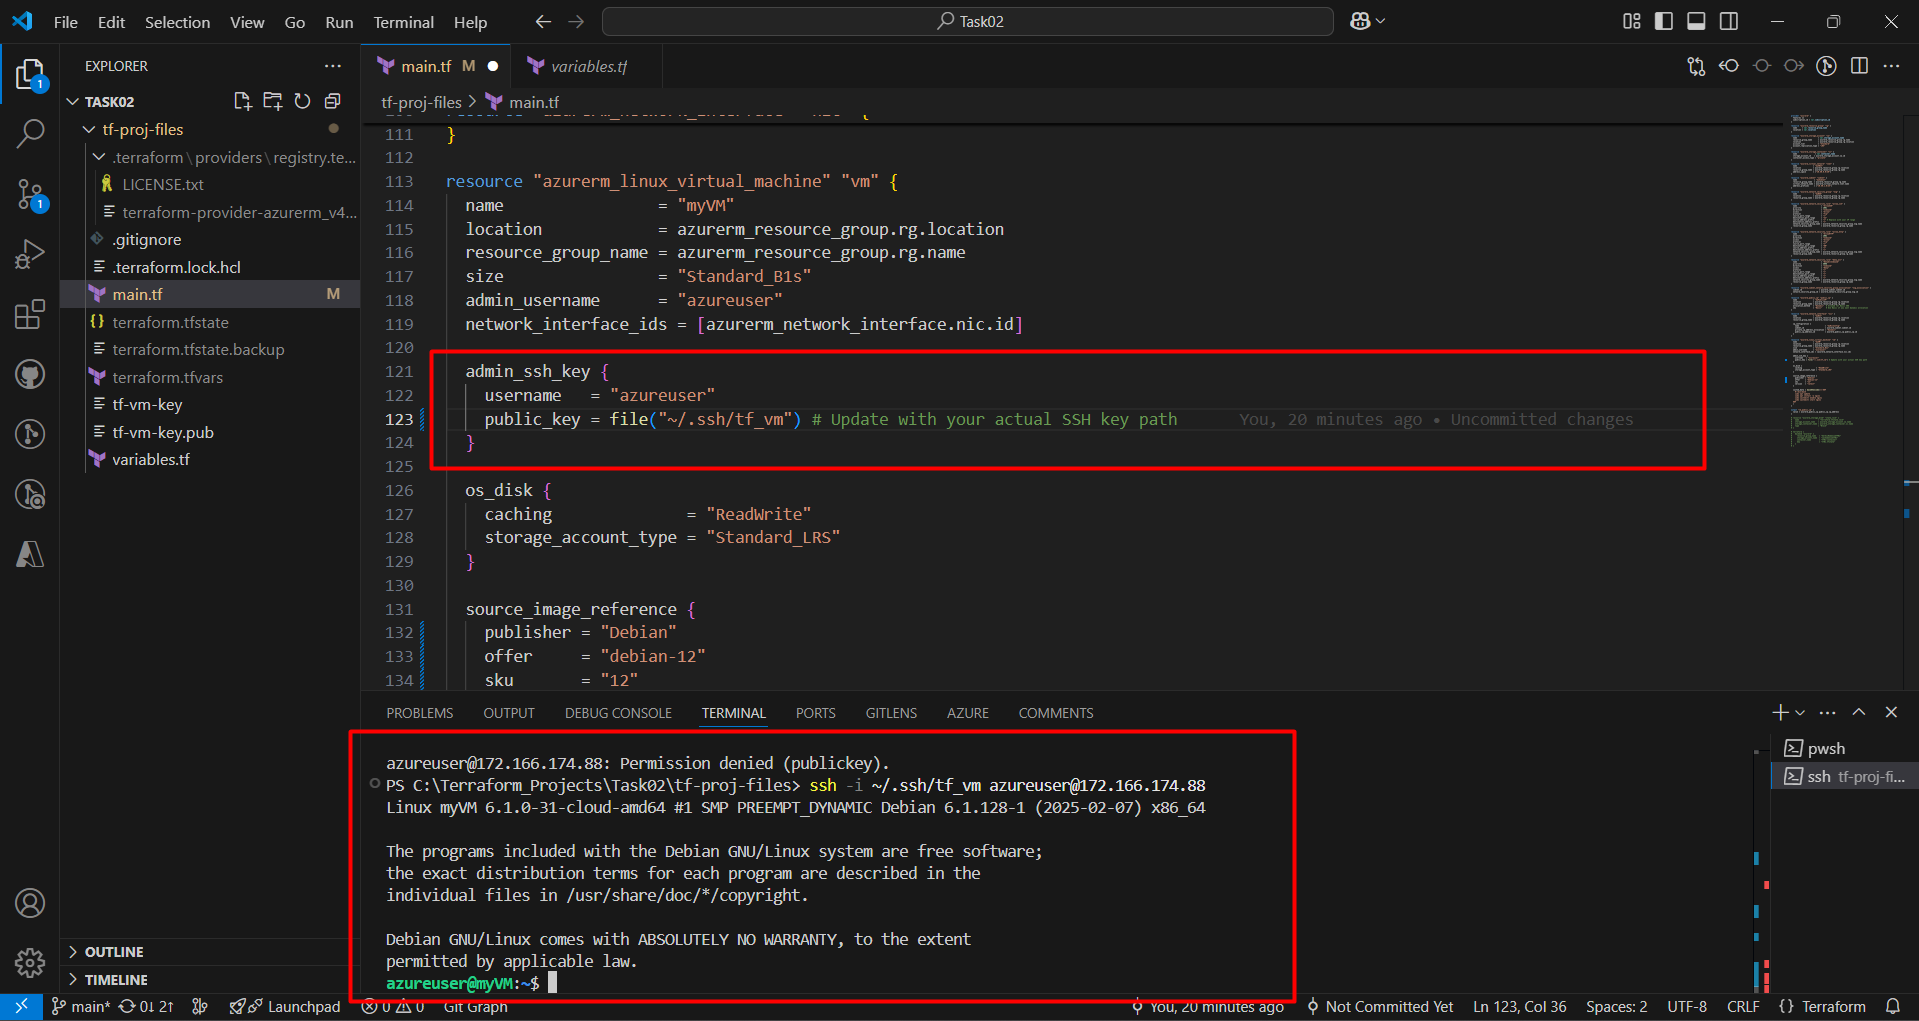 File Edit Selection View Go Run Terminal Help
Task02
EXPLORER
TASK02
tf-proj-files
.terraform\providers\registry.te...
LICENSE.txt
terraform-provider-azurerm_v4...
.gitignore
.terraform.lock.hcl
main.tf M
terraform.tfstate
terraform.tfstate.backup
terraform.tfvars
tf-vm-key
tf-vm-key.pub
variables.tf
OUTLINE
TIMELINE
1
1
main.tf M
variables.tf
tf-proj-files > main.tf
111 }
112
113 resource "azurerm_linux_virtual_machine" "vm" {
114 name = "myVM"
115 location = azurerm_resource_group.rg.location
116 resource_group_name = azurerm_resource_group.rg.name
117 size = "Standard_B1s"
118 admin_username = "azureuser"
119 network_interface_ids = [azurerm_network_interface.nic.id]
120
121 admin_ssh_key {
122 username = "azureuser"
123 public_key = file("~/.ssh/tf_vm") # Update with your actual SSH key path You, 20 minutes ago • Uncommitted changes
124 }
125
126 os_disk {
127 caching = "ReadWrite"
128 storage_account_type = "Standard_LRS"
129 }
130
131 source_image_reference {
132 publisher = "Debian"
133 offer = "debian-12"
134 sku = "12"
PROBLEMS OUTPUT DEBUG CONSOLE TERMINAL PORTS GITLENS AZURE COMMENTS
azureuser@172.166.174.88: Permission denied (publickey).
PS C:\Terraform_Projects\Task02\tf-proj-files> ssh -i ~/.ssh/tf_vm azureuser@172.166.174.88
Linux myVM 6.1.0-31-cloud-amd64 #1 SMP PREEMPT_DYNAMIC Debian 6.1.128-1 (2025-02-07) x86_64
The programs included with the Debian GNU/Linux system are free software;
the exact distribution terms for each program are described in the
individual files in /usr/share/doc/*/copyright.
Debian GNU/Linux comes with ABSOLUTELY NO WARRANTY, to the extent
permitted by applicable law.
azureuser@myVM:~$
pwsh
ssh tf-proj-fi...
main* 0↓ 2↑ Launchpad 0 0 Git Graph You, 20 minutes ago Not Committed Yet Ln 123, Col 36 Spaces: 2 UTF-8 CRLF {} Terraform